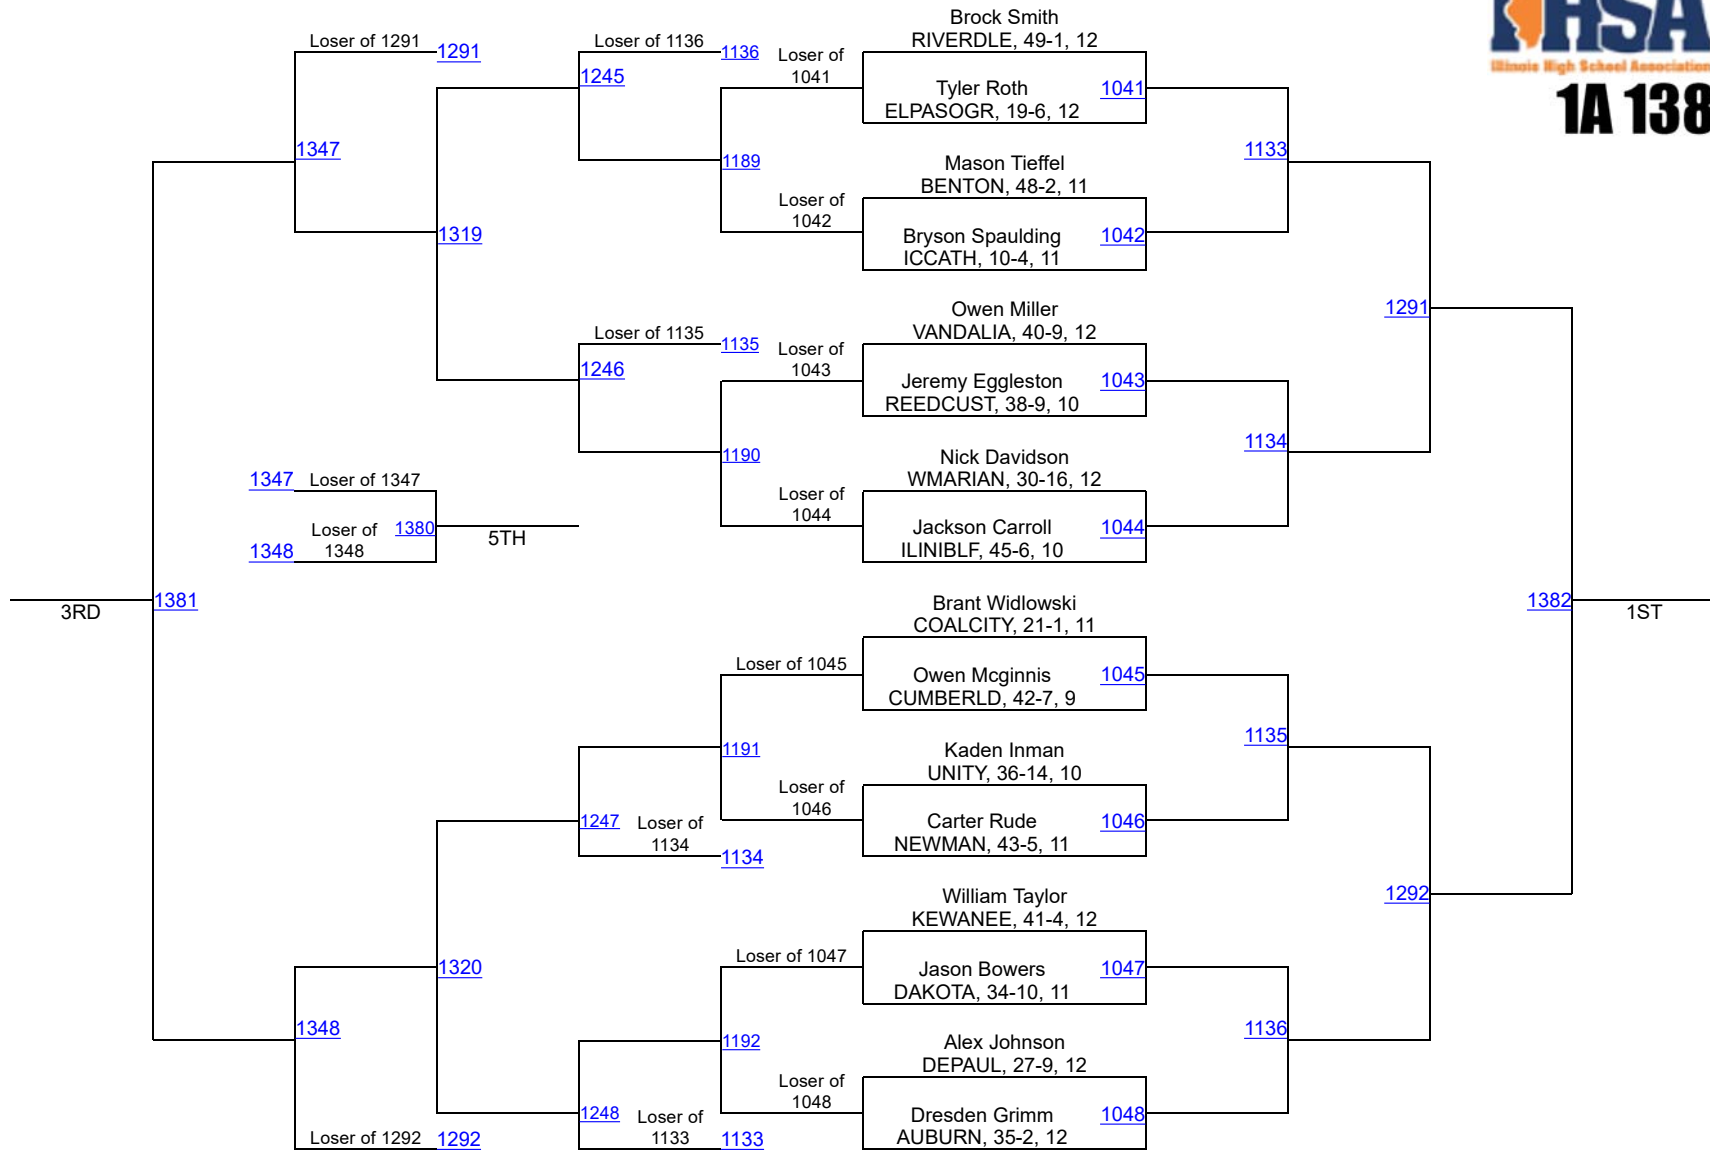 IHSA
Illinois High School Association
1A 138
Brock Smith
RIVERDLE, 49-1, 12
Loser of 1291
1291
Loser of 1136
1136
Loser of
1041
1245
Tyler Roth
ELPASOGR, 19-6, 12
1041
1347
1189
Mason Tieffel
BENTON, 48-2, 11
1133
Loser of
1042
1319
Bryson Spaulding
ICCATH, 10-4, 11
1042
Owen Miller
VANDALIA, 40-9, 12
1291
Loser of 1135
1135
Loser of
1043
1246
Jeremy Eggleston
REEDCUST, 38-9, 10
1043
1190
Nick Davidson
WMARIAN, 30-16, 12
1134
1347
Loser of 1347
Loser of
1044
Loser of
1348
1380
5TH
1348
Jackson Carroll
ILINIBLF, 45-6, 10
1044
3RD
1381
Brant Widlowski
COALCITY, 21-1, 11
1382
1ST
Loser of 1045
Owen Mcginnis
CUMBERLD, 42-7, 9
1045
1191
Kaden Inman
UNITY, 36-14, 10
1135
Loser of
1046
1247
Loser of
1134
1134
Carter Rude
NEWMAN, 43-5, 11
1046
William Taylor
KEWANEE, 41-4, 12
1292
1320
Loser of 1047
Jason Bowers
DAKOTA, 34-10, 11
1047
1348
1192
Alex Johnson
DEPAUL, 27-9, 12
1136
Loser of
1048
1248
Loser of
1133
1133
Dresden Grimm
AUBURN, 35-2, 12
1048
Loser of 1292
1292